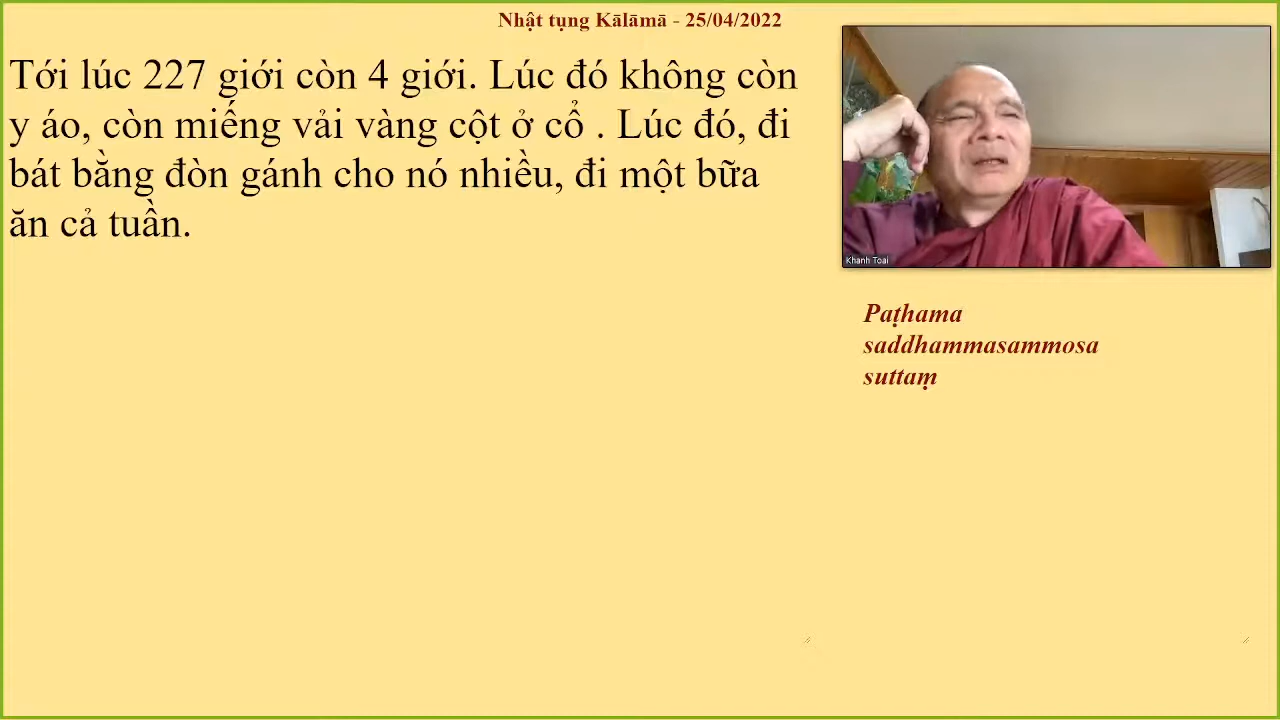 Nhật tụng Kālāmā - 25/04/2022
Tới lúc 227 giới còn 4 giới. Lúc đó không còn
y áo, còn miếng vải vàng cột ở cổ . Lúc đó, đi
bát bằng đòn gánh cho nó nhiều, đi một bữa
ăn cả tuần.
Khanh Toai
Paṭhama
saddhammasammosa
suttaṃ